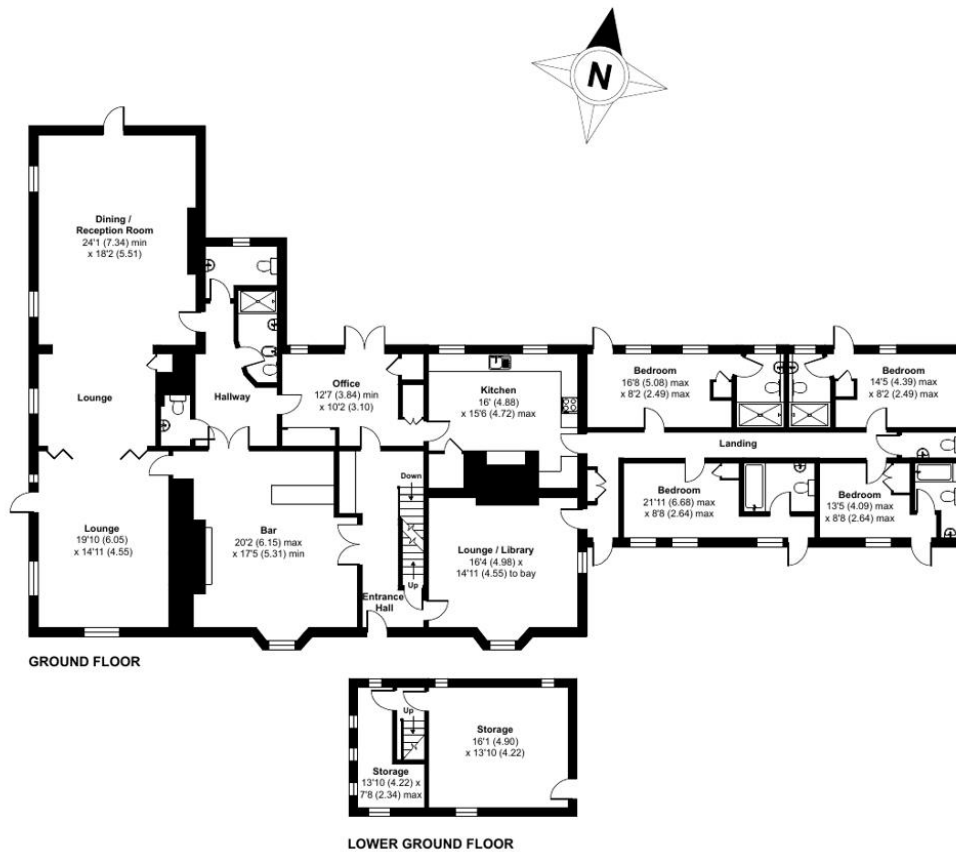 N
Dining /
Reception Room
24'1 (7.34) min
x 18'2 (5.51)
Lounge
Hallway
Office
12'7 (3.84) min
x 10'2 (3.10)
Kitchen
16' (4.88)
x 15'6 (4.72) max
Bedroom
16'8 (5.08) max
x 8'2 (2.49) max
Bedroom
14'5 (4.39) max
x 8'2 (2.49) max
Landing
Lounge
19'10 (6.05)
x 14'11 (4.55)
Bar
20'2 (6.15) max
x 17'5 (5.31) min
Down
Up
Entrance
Hall
Lounge / Library
16'4 (4.98) x
14'11 (4.55) to bay
Bedroom
21'11 (6.68) max
x 8'8 (2.64) max
Bedroom
13'5 (4.09) max
x 8'8 (2.64) max
GROUND FLOOR
Up
Storage
16'1 (4.90)
x 13'10 (4.22)
Storage
13'10 (4.22) x
7'8 (2.34) max
LOWER GROUND FLOOR